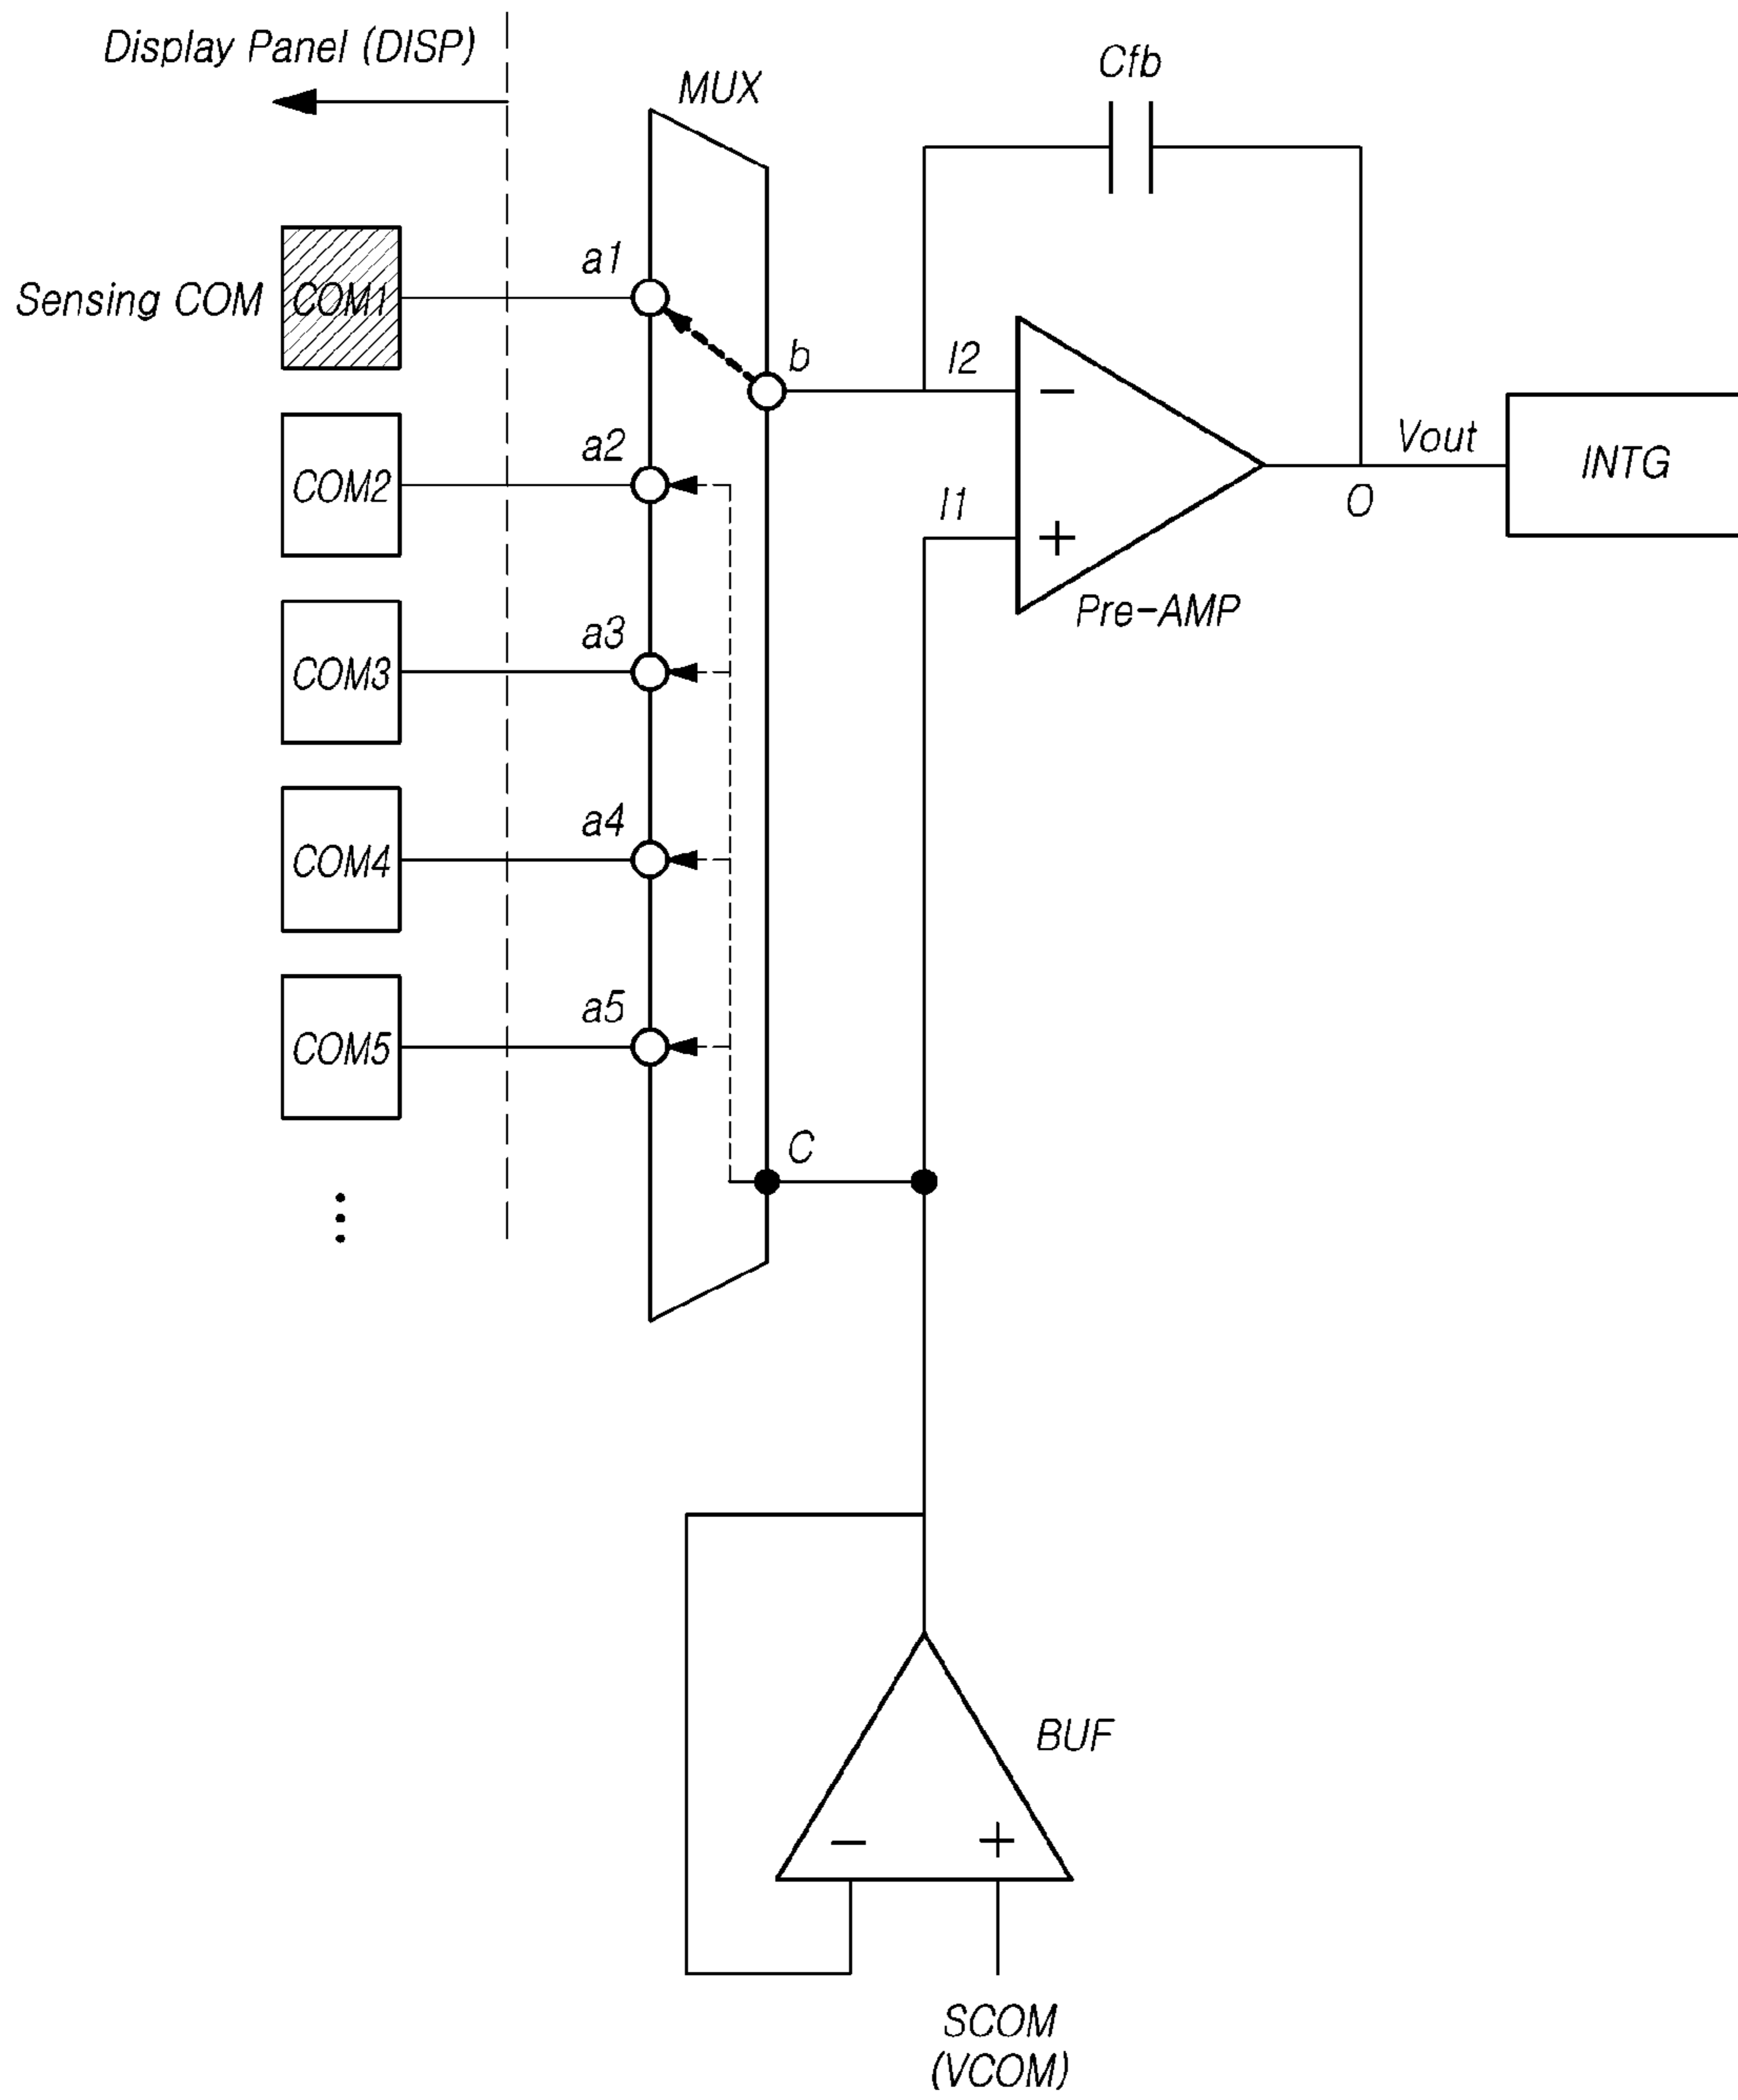 Display Panel (DISP)
Cfb
MUX
a1
Sensing COM
COM1
b
I2
−
a2
COM2
Vout
INTG
I1
O
+
Pre-AMP
a3
COM3
a4
COM4
a5
COM5
C
BUF
−
+
SCOM
(VCOM)